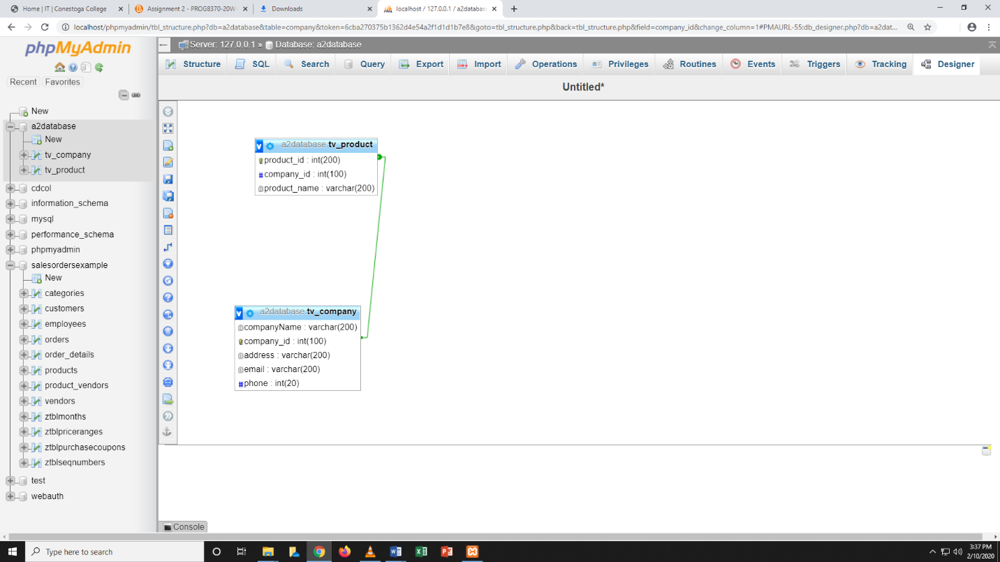 Home | IT | Conestoga College
Assignment 2 - PROG8370-20W-
Downloads
localhost / 127.0.0.1 / a2database
localhost/phpmyadmin/tbl_structure.php?db=a2database&table=company&token=6cba270375b1362d4e54a2f1d1d1b7e8&goto=tbl_structure.php&back=tbl_structure.php&field=company_id&change_column=1#PMAURL-55:db_designer.php?db=a2dat...
phpMyAdmin
Recent Favorites
New
a2database
New
tv_company
tv_product
cdcol
information_schema
mysql
performance_schema
phpmyadmin
salesordersexample
New
categories
customers
employees
orders
order_details
products
product_vendors
vendors
ztblmonths
ztblpriceranges
ztblpurchasecoupons
ztblseqnumbers
test
webauth
Server: 127.0.0.1 » Database: a2database
Structure SQL Search Query Export Import Operations Privileges Routines Events Triggers Tracking Designer
Untitled*
v a2database tv_product
product_id : int(200)
# company_id : int(100)
product_name : varchar(200)
v a2database tv_company
companyName : varchar(200)
company_id : int(100)
address : varchar(200)
email : varchar(200)
# phone : int(20)
Console
Type here to search
3:37 PM
2/10/2020